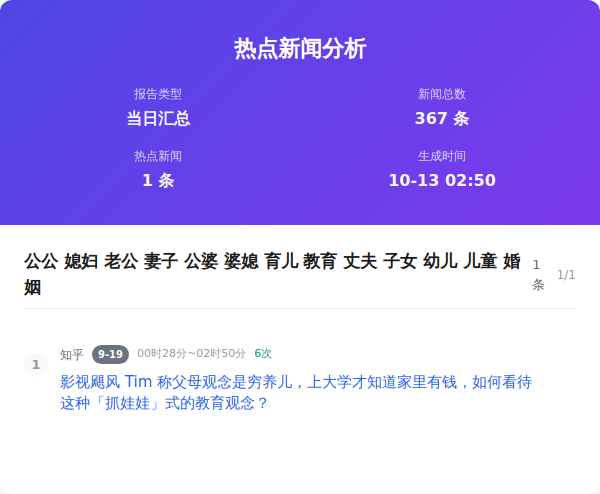 热点新闻分析
报告类型
新闻总数
当日汇总
367 条
热点新闻
生成时间
1 条
10-13 02:50
公公 媳妇 老公 妻子 公婆 婆媳 育儿 教育 丈夫 子女 幼儿 儿童 婚
姻
1
条
1/1
1
知乎 9-19 00时28分~02时50分 6次
影视飓风 Tim 称父母观念是穷养儿，上大学才知道家里有钱，如何看待
这种「抓娃娃」式的教育观念？